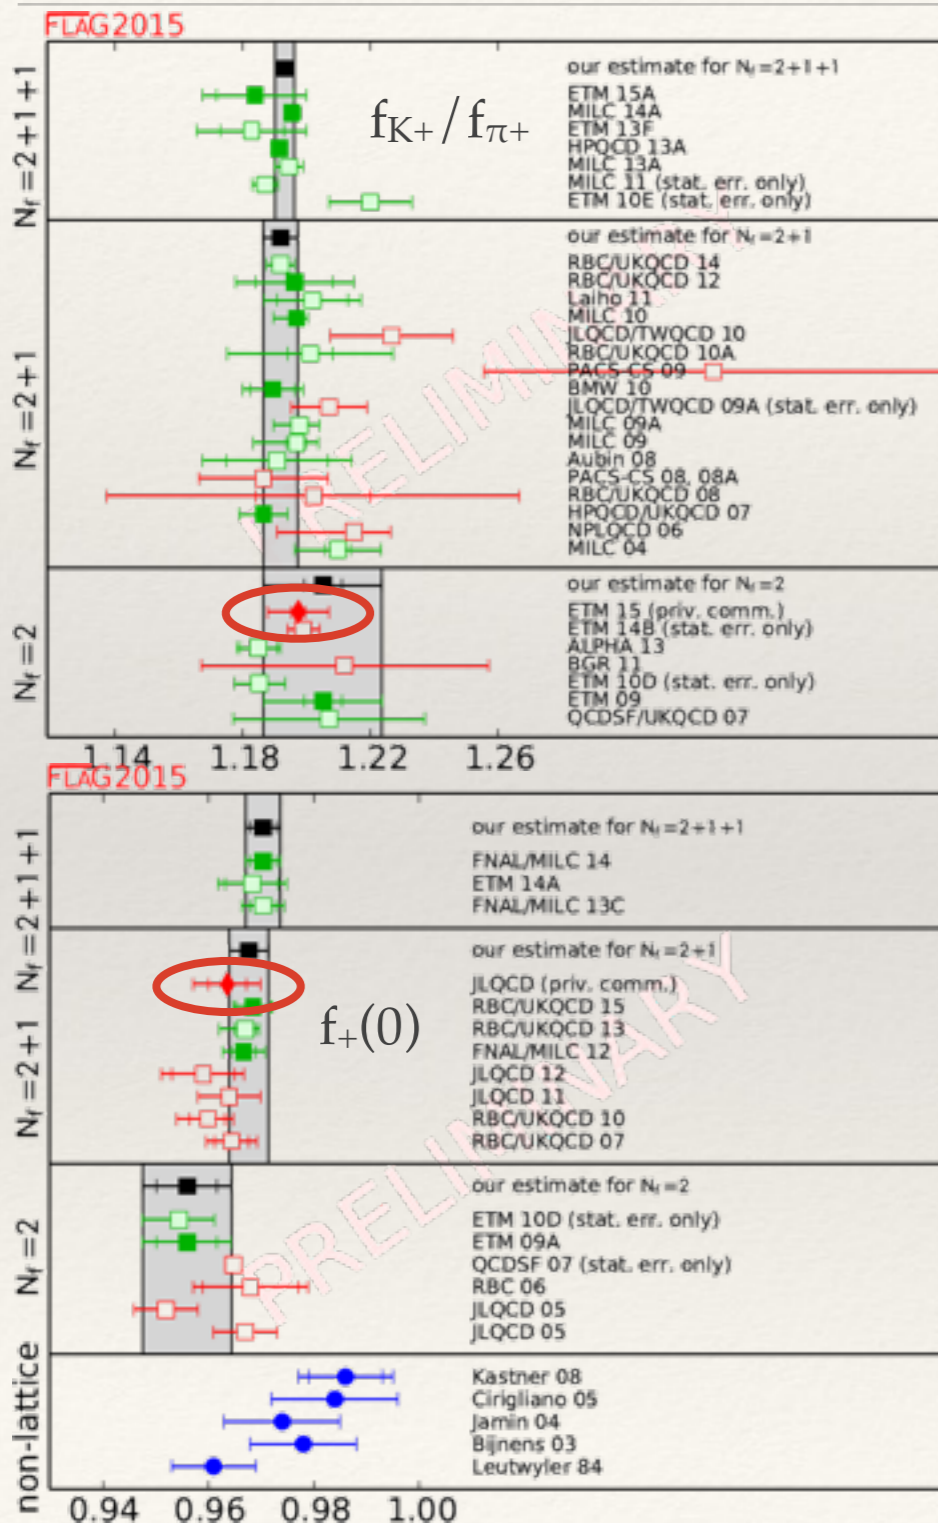 FLAG2015
our estimate for Nf=2+1+1
ETM 15A
MILC 14A
ETM 13F
HPQCD 13A
MILC 13A
MILC 11 (stat. err. only)
ETM 10E (stat. err. only)
fK+/fπ+
Nf=2+1+1
our estimate for Nf=2+1
RBC/UKQCD 14
RBC/UKQCD 12
Laiho 11
MILC 10
JLQCD/TWQCD 10
RBC/UKQCD 10A
PACS-CS 09
BMW 10
JLQCD/TWQCD 09A (stat. err. only)
MILC 09A
MILC 09
Aubin 08
PACS-CS 08, 08A
RBC/UKQCD 08
HPQCD/UKQCD 07
NPLQCD 06
MILC 04
Nf=2+1
PRELIMINARY
our estimate for Nf=2
ETM 15 (priv. comm.)
ETM 14B (stat. err. only)
ALPHA 13
BGR 11
ETM 10D (stat. err. only)
ETM 09
QCDSF/UKQCD 07
Nf=2
1.14 1.18 1.22 1.26
FLAG2015
our estimate for Nf=2+1+1
FNAL/MILC 14
ETM 14A
FNAL/MILC 13C
Nf=2+1+1
our estimate for Nf=2+1
JLQCD (priv. comm.)
RBC/UKQCD 15
RBC/UKQCD 13
FNAL/MILC 12
JLQCD 12
JLQCD 11
RBC/UKQCD 10
RBC/UKQCD 07
f+(0)
Nf=2+1
PRELIMINARY
our estimate for Nf=2
ETM 10D (stat. err. only)
ETM 09A
QCDSF 07 (stat. err. only)
RBC 06
JLQCD 05
JLQCD 05
Nf=2
Kastner 08
Cirigliano 05
Jamin 04
Bijnens 03
Leutwyler 84
non-lattice
0.94 0.96 0.98 1.00